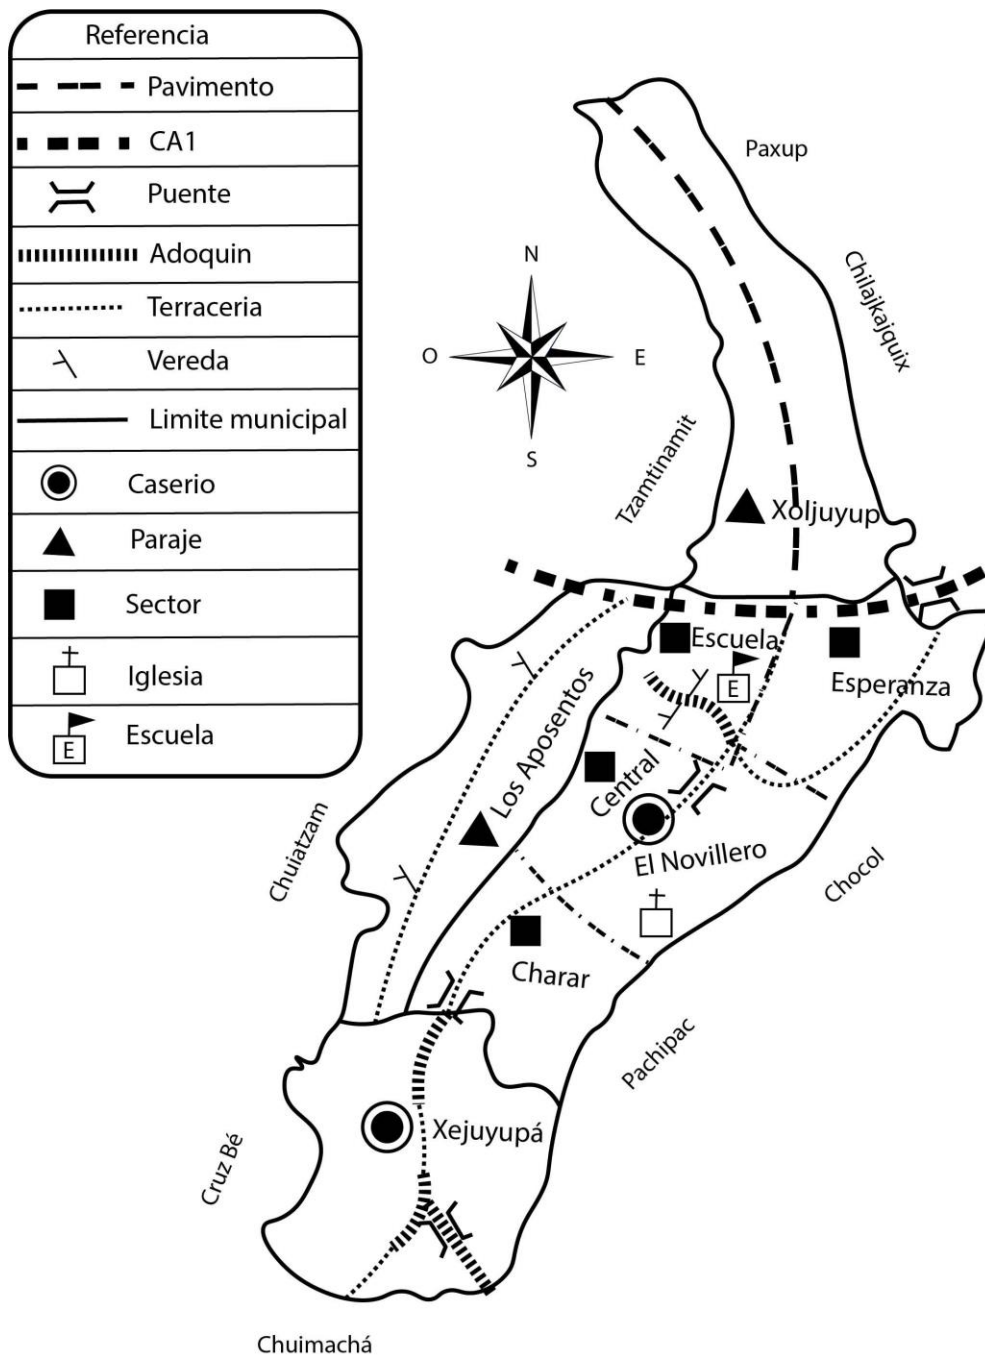 Referencia
Pavimento
CA1
Puente
Adoquin
Terraceria
Vereda
Limite municipal
Caserio
Paraje
Sector
Iglesia
E
Escuela
N
O
E
S
Paxup
Chilajkajquix
Tzamtinamit
Xoljuyup
Escuela
E
Esperanza
Los Aposentos
Central
El Novillero
Chuiatzam
Chocol
Charar
Pachipac
Xejuyupá
Cruz Bé
Chuimachá